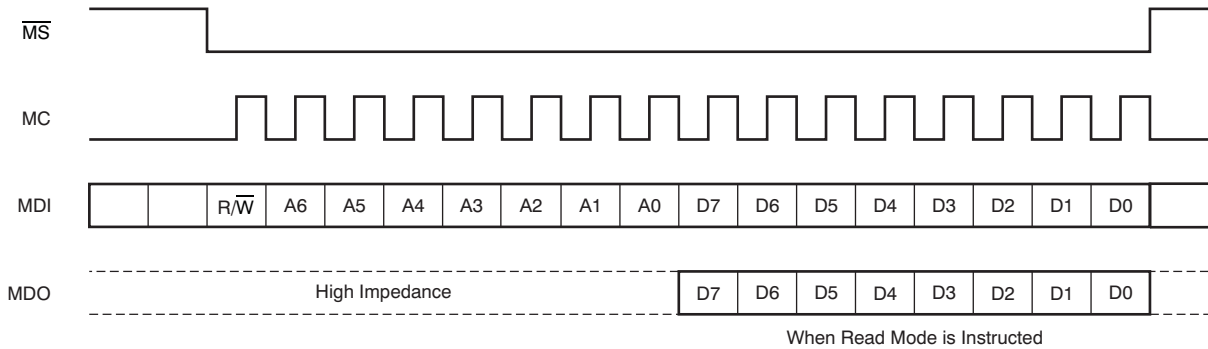 MS
MC
MDI R/W A6 A5 A4 A3 A2 A1 A0 D7 D6 D5 D4 D3 D2 D1 D0
MDO High Impedance D7 D6 D5 D4 D3 D2 D1 D0
When Read Mode is Instructed